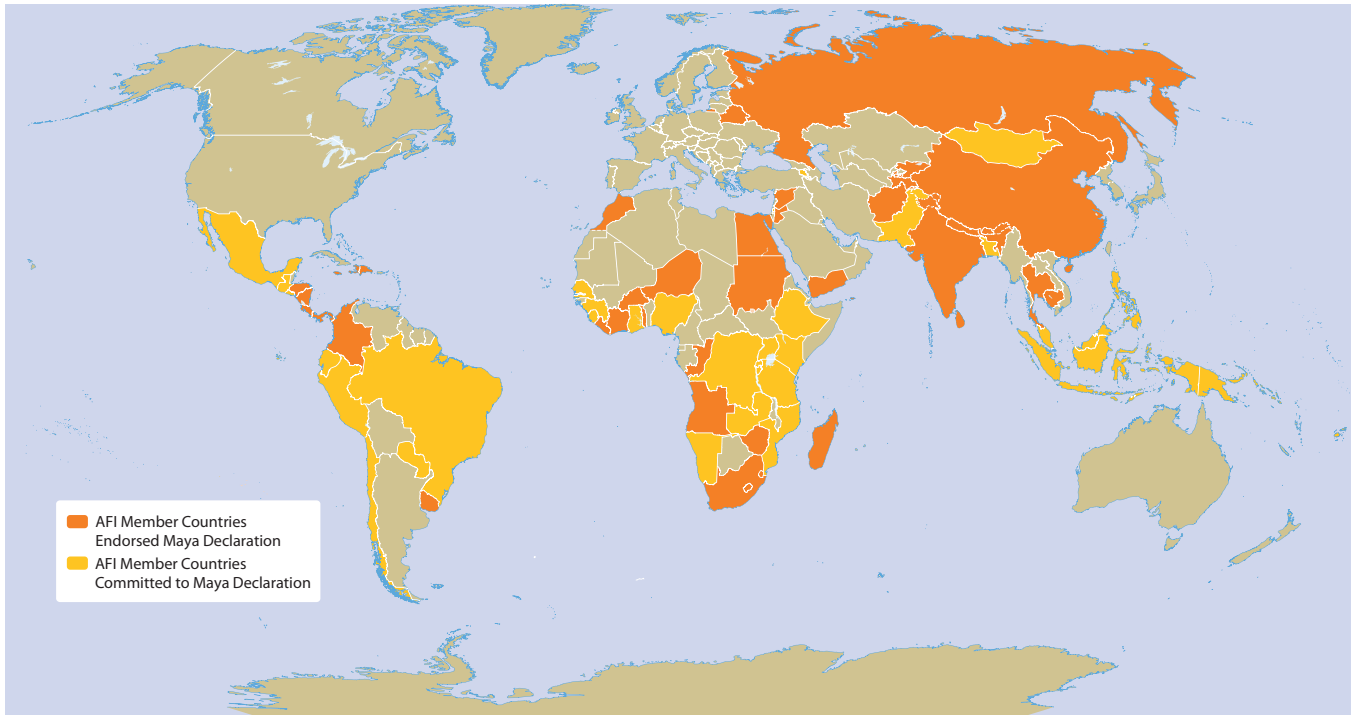 AFI Member Countries
Endorsed Maya Declaration
AFI Member Countries
Committed to Maya Declaration